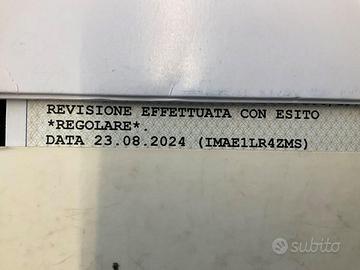 REVISIONE EFFETTUATA CON ESITO
*REGOLARE*.
DATA 23.08.2024 (IMAE1LR4ZMS)
subito